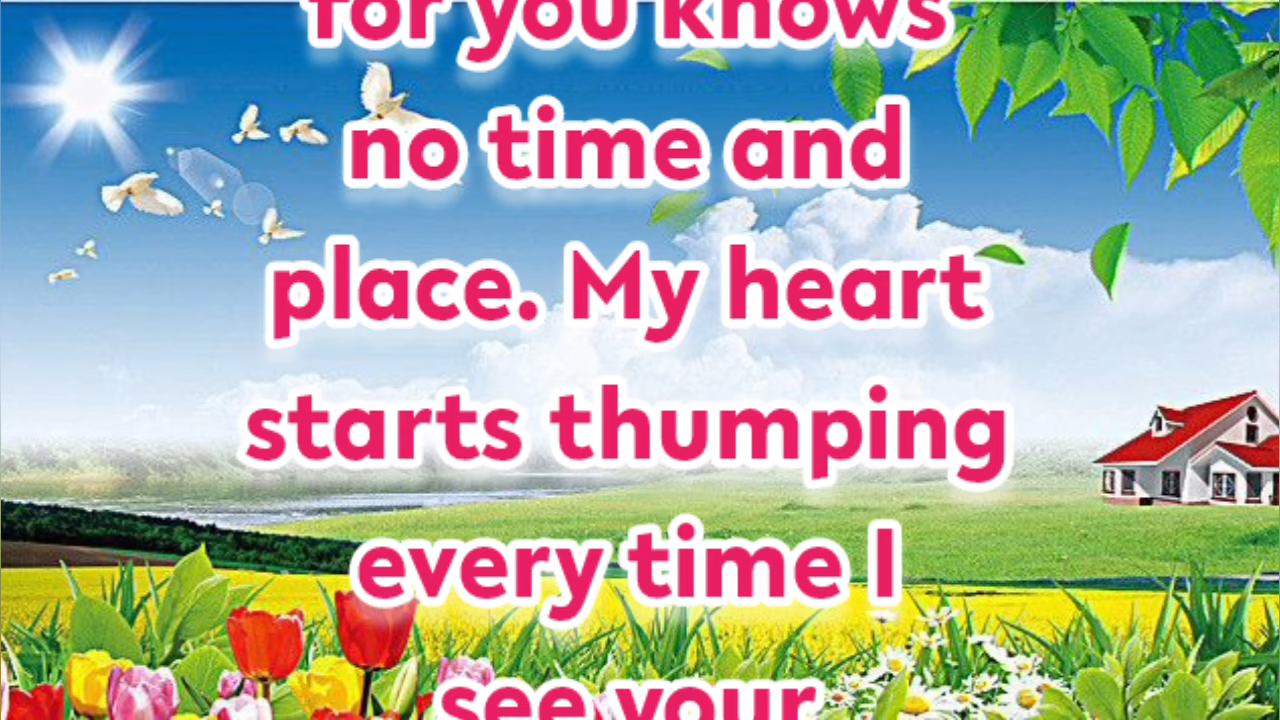 for you knows
no time and
place. My heart
starts thumping
every time I
see your